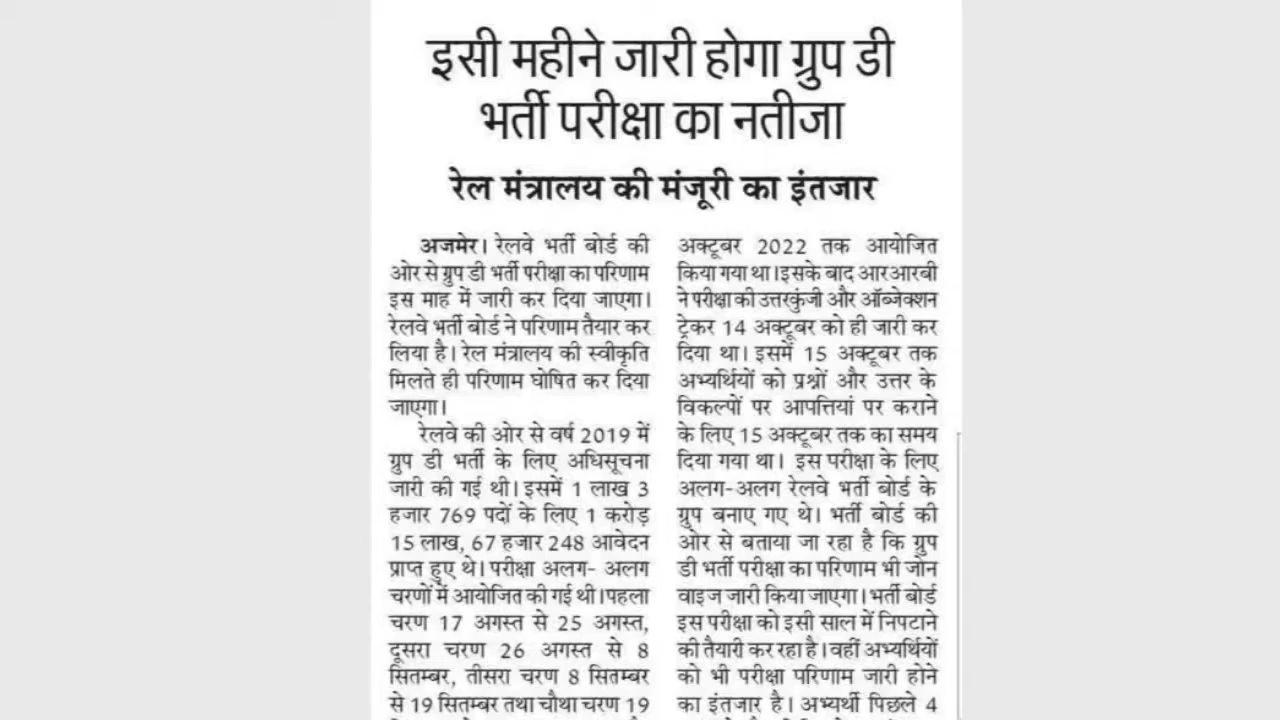 इसी महीने जारी होगा ग्रुप डी
भर्ती परीक्षा का नतीजा
रेल मंत्रालय की मंजूरी का इंतजार
अजमेर। रेलवे भर्ती बोर्ड की
ओर से ग्रुप डी भर्ती परीक्षा का परिणाम
इस माह में जारी कर दिया जाएगा।
रेलवे भर्ती बोर्ड ने परिणाम तैयार कर
लिया है। रेल मंत्रालय की स्वीकृति
मिलते ही परिणाम घोषित कर दिया
जाएगा।
रेलवे की ओर से वर्ष 2019 में
ग्रुप डी भर्ती के लिए अधिसूचना
जारी की गई थी। इसमें 1 लाख 3
हजार 769 पदों के लिए 1 करोड़
15 लाख, 67 हजार 248 आवेदन
प्राप्त हुए थे। परीक्षा अलग- अलग
चरणों में आयोजित की गई थी। पहला
चरण 17 अगस्त से 25 अगस्त,
दूसरा चरण 26 अगस्त से 8
सितम्बर, तीसरा चरण 8 सितम्बर
से 19 सितम्बर तथा चौथा चरण 19
अक्टूबर 2022 तक आयोजित
किया गया था। इसके बाद आरआरबी
ने परीक्षा की उत्तरकुंजी और ऑब्जेक्शन
ट्रेकर 14 अक्टूबर को ही जारी कर
दिया था। इसमें 15 अक्टूबर तक
अभ्यर्थियों को प्रश्नों और उत्तर के
विकल्पों पर आपत्तियां पर कराने
के लिए 15 अक्टूबर तक का समय
दिया गया था। इस परीक्षा के लिए
अलग-अलग रेलवे भर्ती बोर्ड के
ग्रुप बनाए गए थे। भर्ती बोर्ड की
ओर से बताया जा रहा है कि ग्रुप
डी भर्ती परीक्षा का परिणाम भी जोन
वाइज जारी किया जाएगा। भर्ती बोर्ड
इस परीक्षा को इसी साल में निपटाने
की तैयारी कर रहा है। वहीं अभ्यर्थियों
को भी परीक्षा परिणाम जारी होने
का इंतजार है। अभ्यर्थी पिछले 4